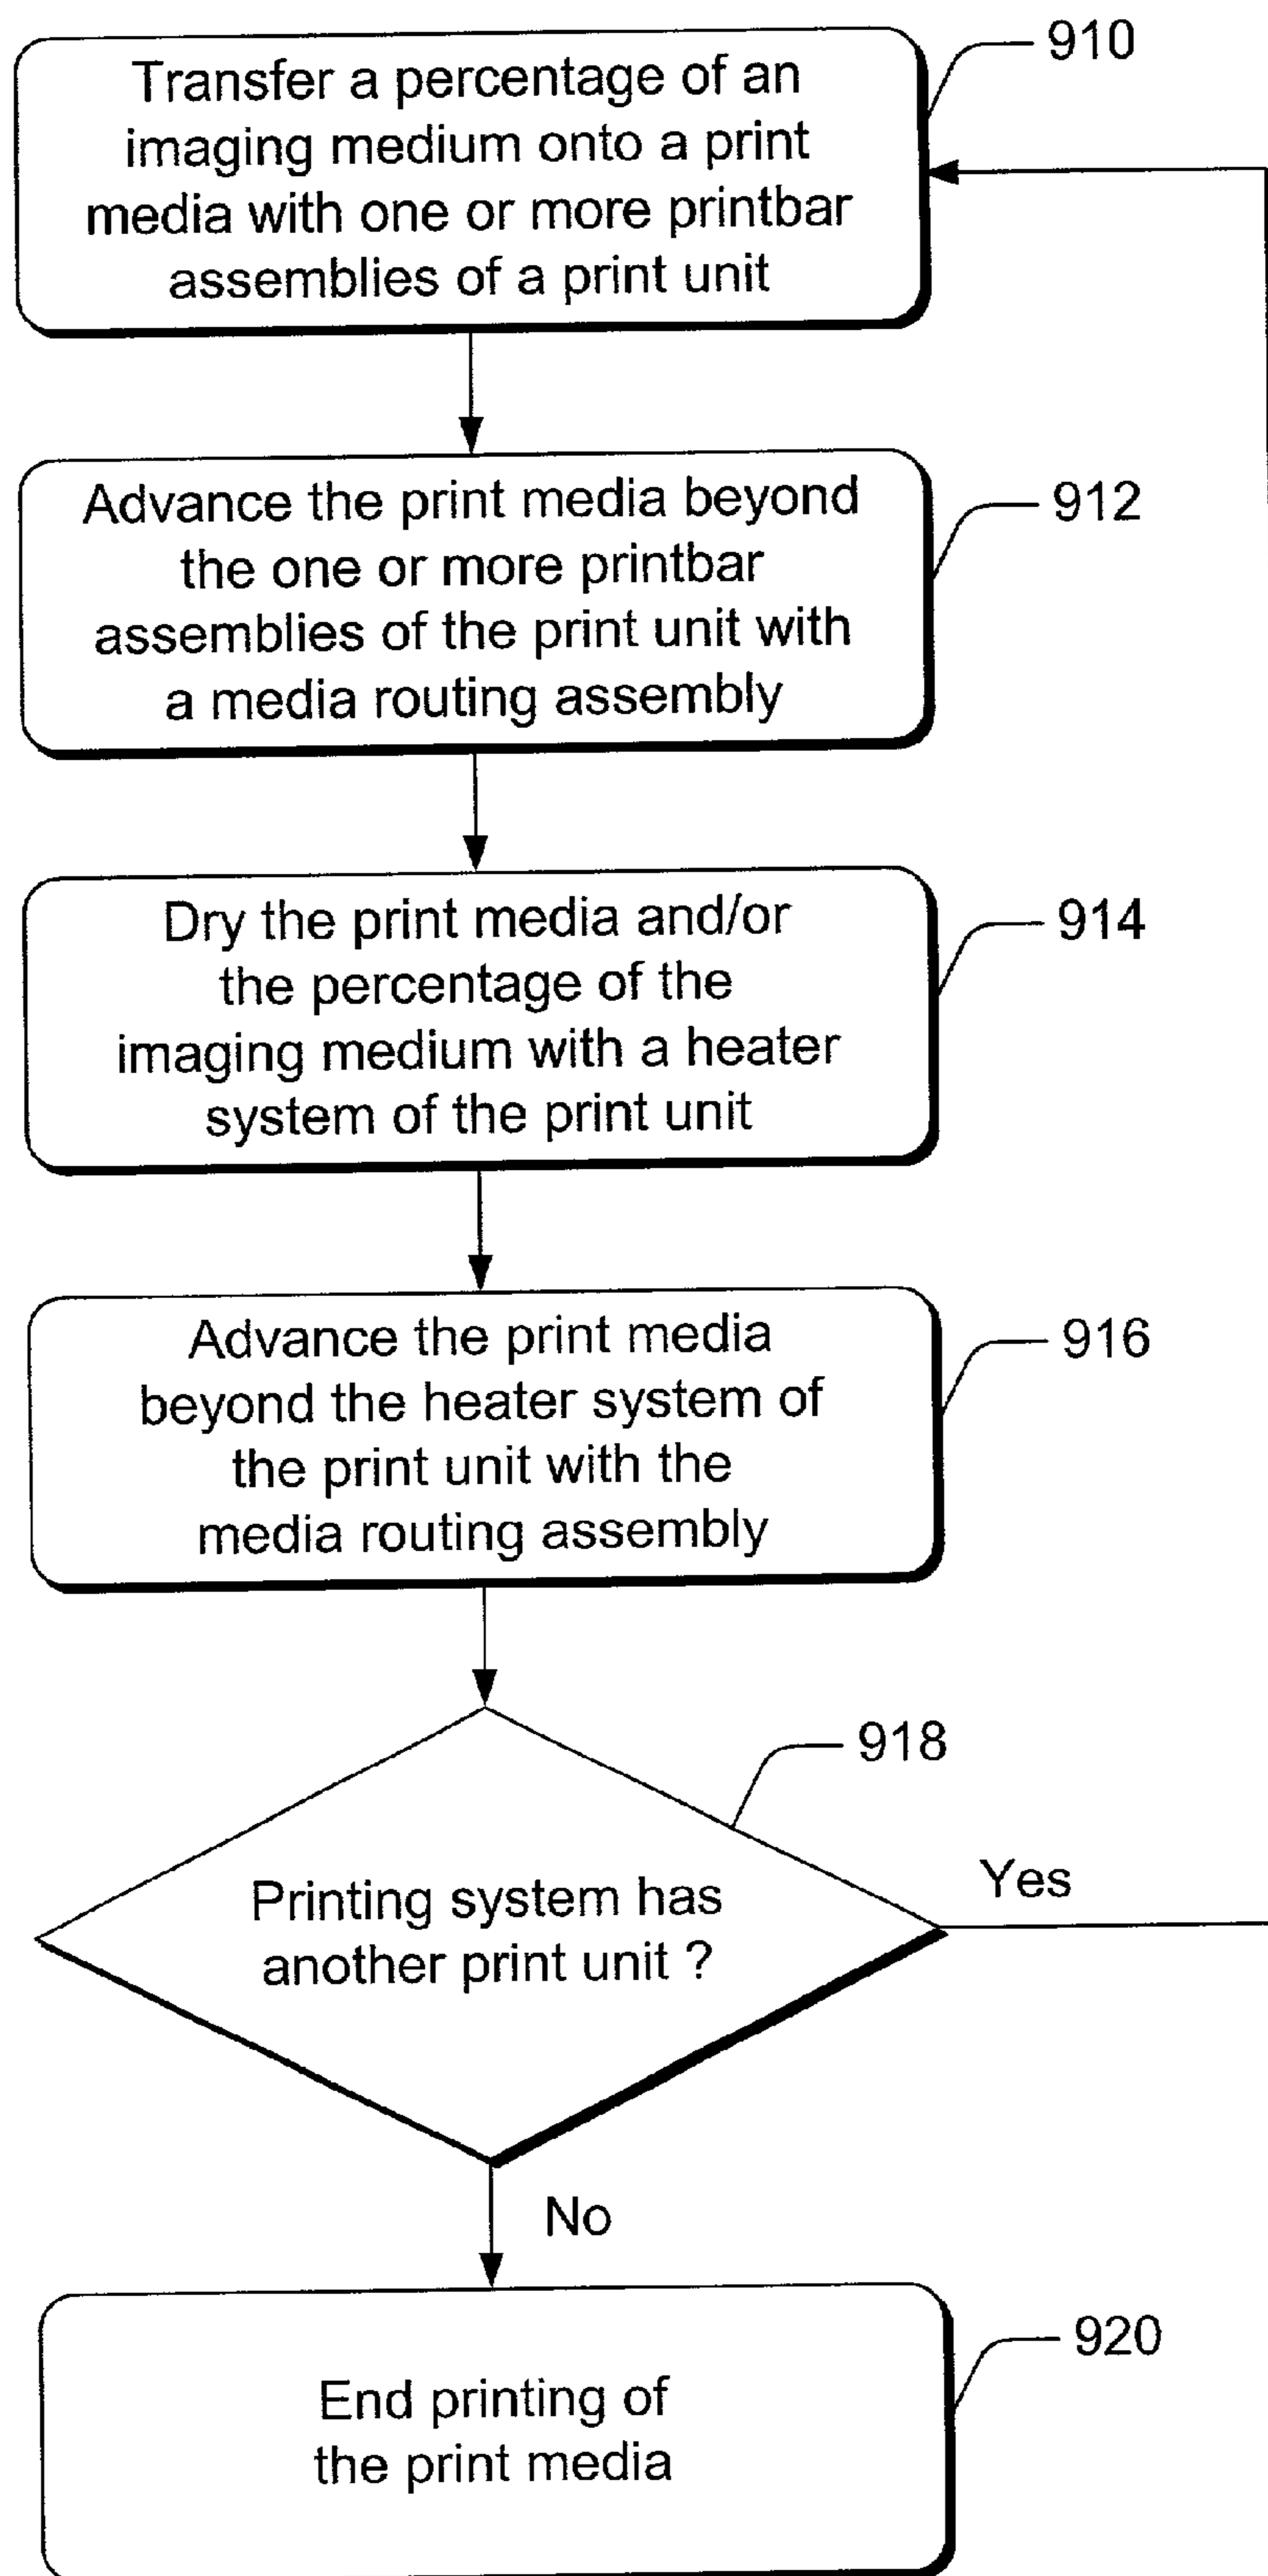 Transfer a percentage of an
imaging medium onto a print
media with one or more printbar
assemblies of a print unit
910
Advance the print media beyond
the one or more printbar
assemblies of the print unit with
a media routing assembly
912
Dry the print media and/or
the percentage of the
imaging medium with a heater
system of the print unit
914
Advance the print media
beyond the heater system of
the print unit with the
media routing assembly
916
918
Printing system has
another print unit ?
Yes
No
End printing of
the print media
920